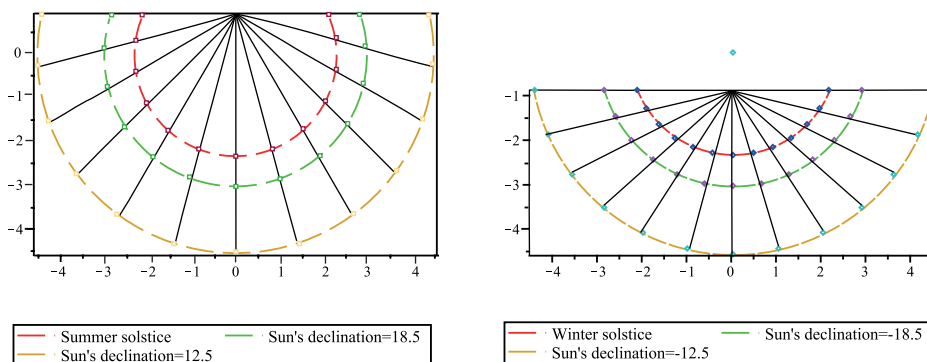 0
−1
−2
−3
−4
−4 −3 −2 −1 0 1 2 3 4
Summer solstice Sun's declination=18.5
Sun's declination=12.5
−1
−2
−3
−4
−4 −3 −2 −1 0 1 2 3 4
Winter solstice Sun's declination=-18.5
Sun's declination=-12.5